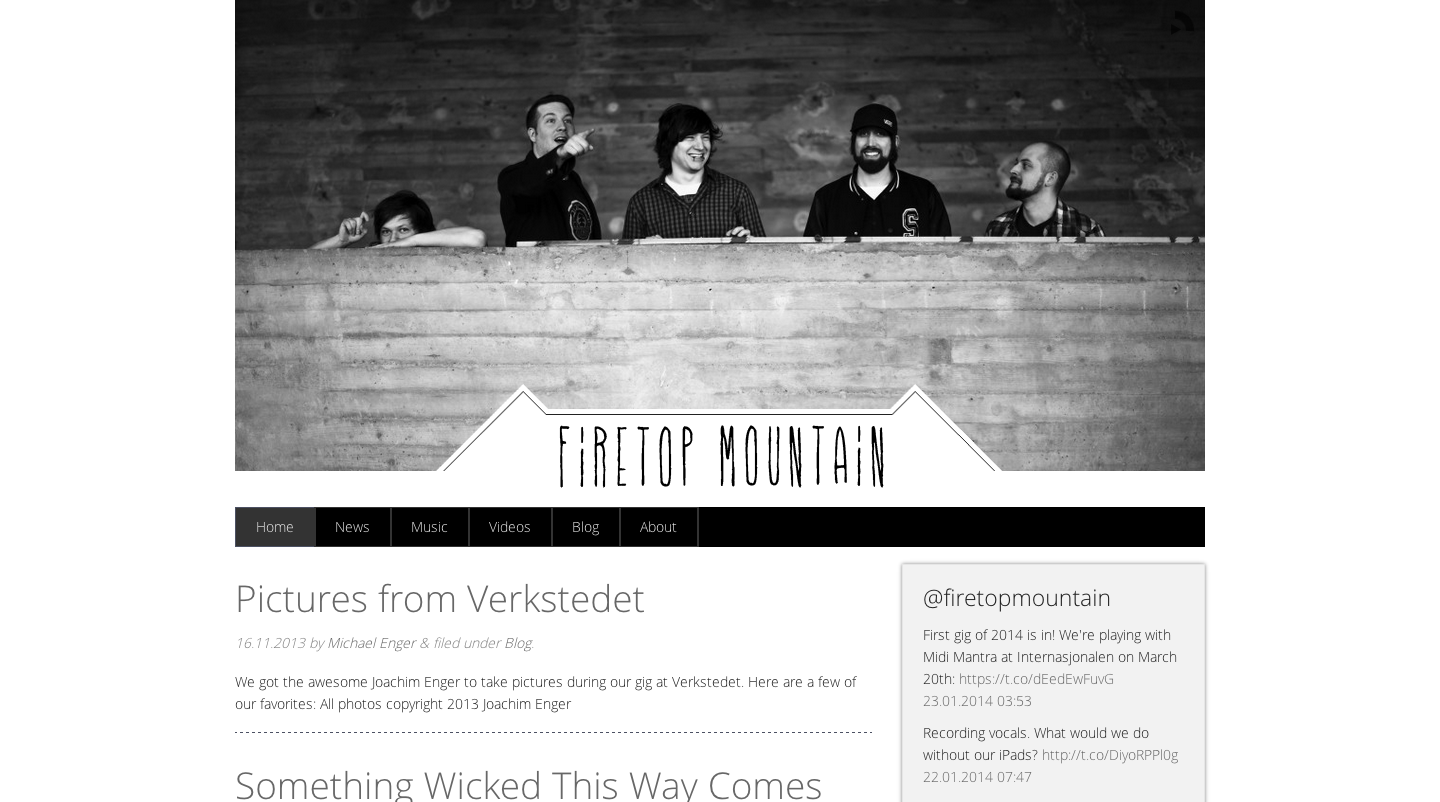 FIRETOP MOUNTAIN
Home
News
Music
Videos
Blog
About
Pictures from Verkstedet
16.11.2013 by Michael Enger & filed under Blog.
We got the awesome Joachim Enger to take pictures during our gig at Verkstedet. Here are a few of
our favorites: All photos copyright 2013 Joachim Enger
Something Wicked This Way Comes
@firetopmountain
First gig of 2014 is in! We're playing with
Midi Mantra at Internasjonalen on March
20th: https://t.co/dEedEwFuvG
23.01.2014 03:53
Recording vocals. What would we do
without our iPads? http://t.co/DiyoRPPl0g
22.01.2014 07:47